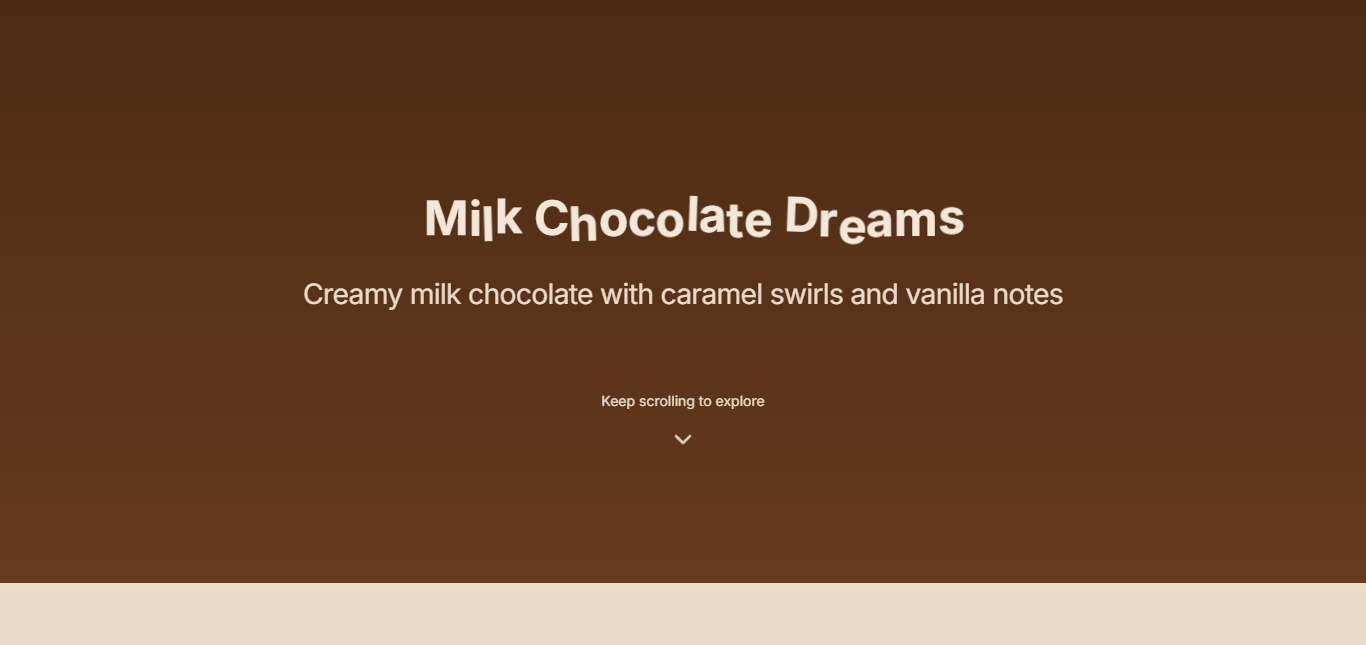 Milk Chocolate Dreams
Creamy milk chocolate with caramel swirls and vanilla notes
Keep scrolling to explore